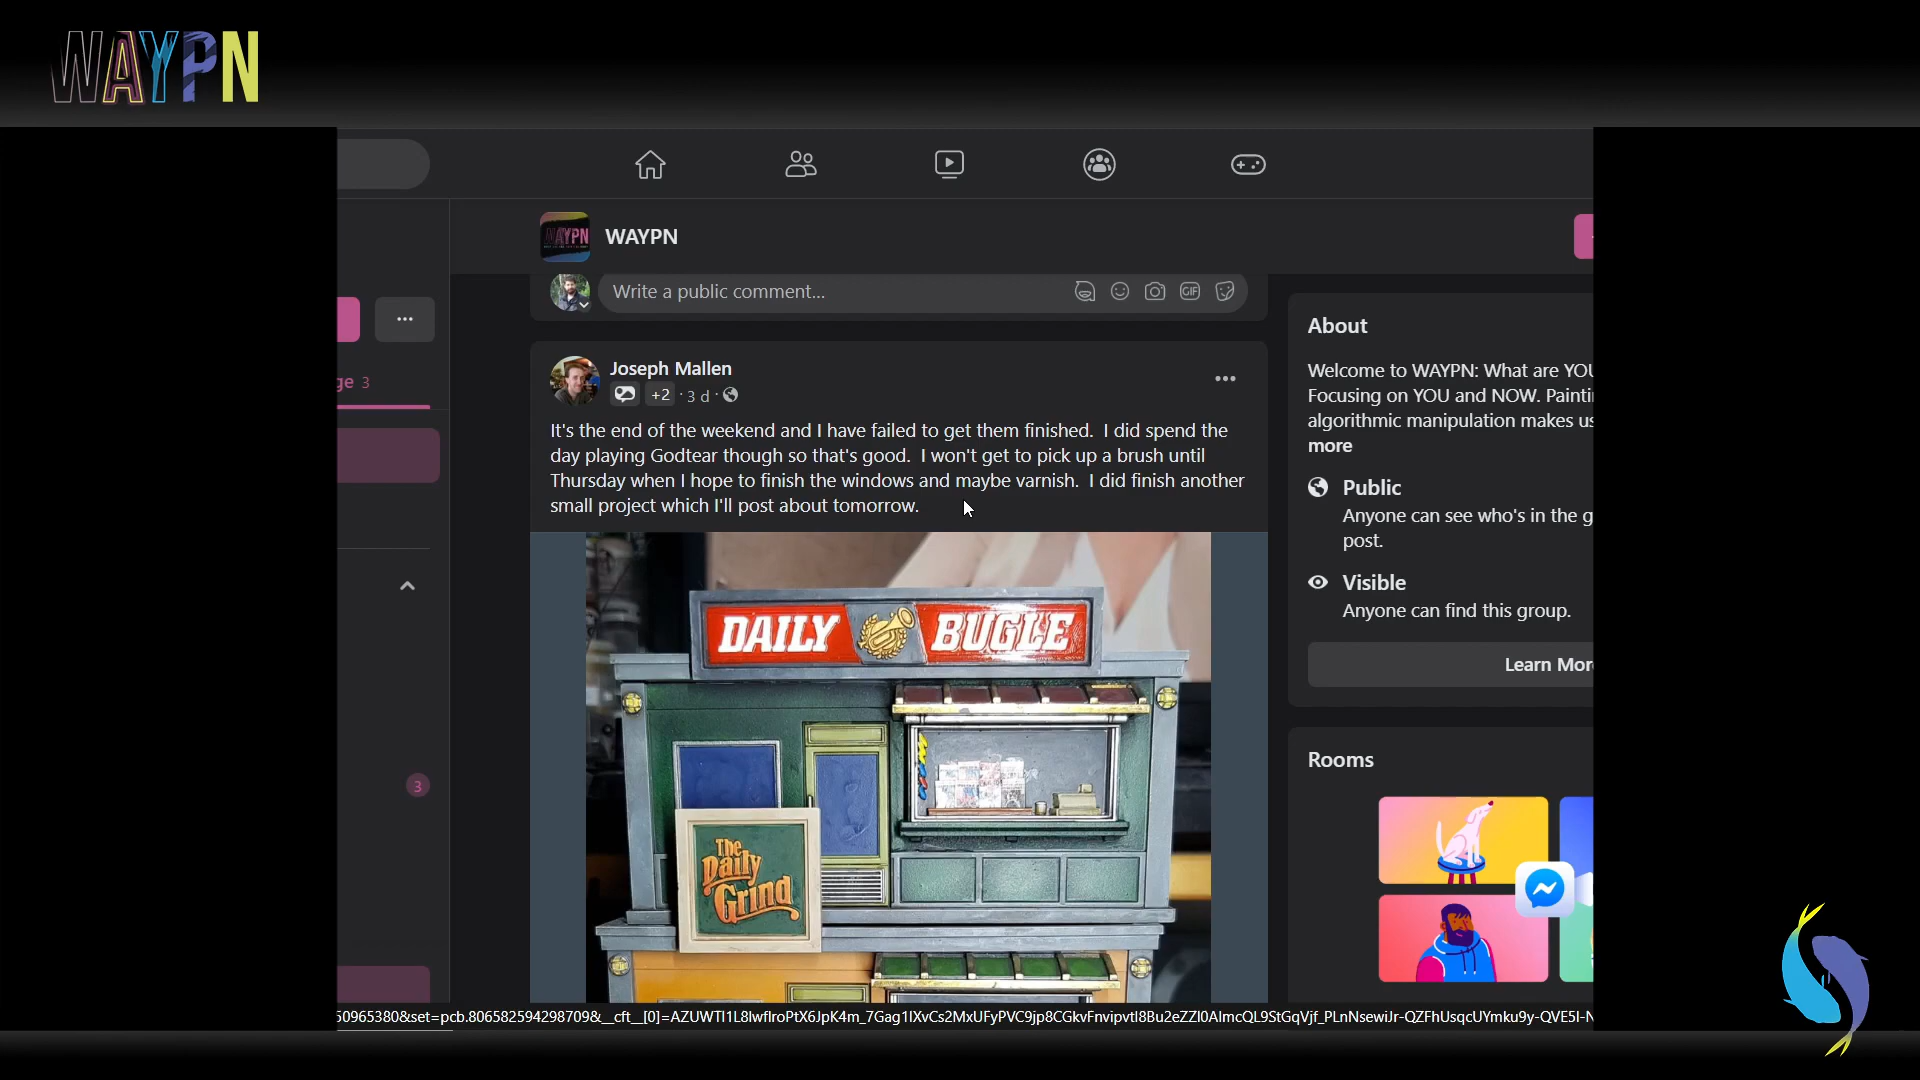 WAYPN
WAYPN
WAYPN
Write a public comment...
GIF
Joseph Mallen
+2 · 3 d ·
It's the end of the weekend and I have failed to get them finished. I did spend the
day playing Godtear though so that's good. I won't get to pick up a brush until
Thursday when I hope to finish the windows and maybe varnish. I did finish another
small project which I'll post about tomorrow.
DAILY BUGLE
The
Daily
Grind
ge 3
3
About
Welcome to WAYPN: What are YOU
Focusing on YOU and NOW.
algorithmic manipulation makes us
more
Public
Anyone can see who's in the g
post.
Visible
Anyone can find this group.
Learn More
Rooms